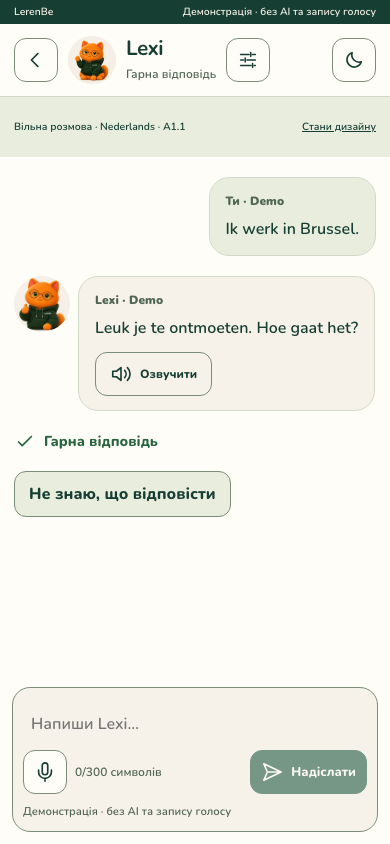 LerenBe
Демонстрація · без AI та запису голосу
Lexi
Гарна відповідь
Вільна розмова · Nederlands · A1.1
Стани дизайну
Ти · Demo
Ik werk in Brussel.
Lexi · Demo
Leuk je te ontmoeten. Hoe gaat het?
Озвучити
Гарна відповідь
Не знаю, що відповісти
Напиши Lexi...
0/300 символів
Надіслати
Демонстрація · без AI та запису голосу